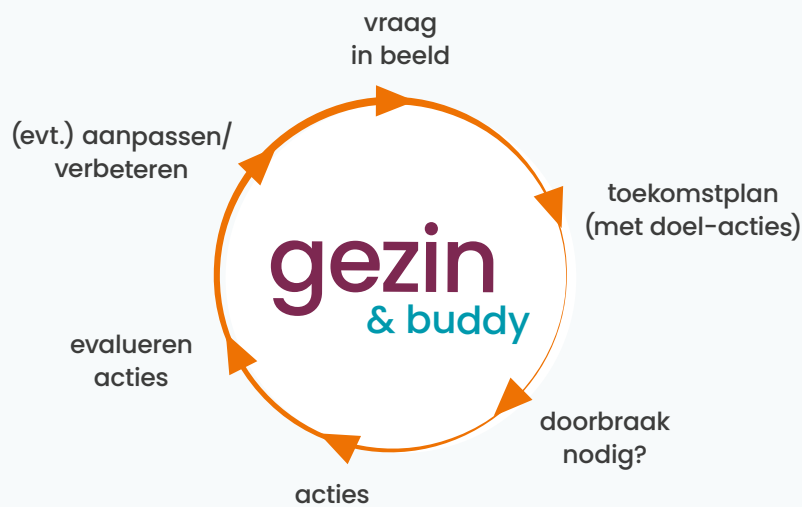 vraag
in beeld
(evt.) aanpassen/
verbeteren
toekomstplan
(met doel-acties)
gezin
& buddy
evalueren
acties
doorbraak
nodig?
acties